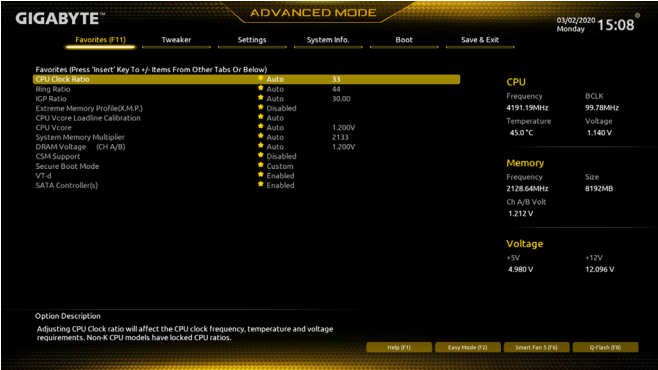 GIGABYTE™
ADVANCED MODE
03/02/2020
Monday
15:08
Favorites (F11) Tweaker Settings System Info. Boot Save & Exit
Favorites (Press 'Insert' Key To +/- Items From Other Tabs Or Below)
CPU Clock Ratio Auto 33
Ring Ratio Auto 44
IGP Ratio Auto 30.00
Extreme Memory Profile(X.M.P.) Disabled
CPU Vcore Loadline Calibration Auto
CPU Vcore Auto 1.200V
System Memory Multiplier Auto 2133
DRAM Voltage (CH A/B) Auto 1.200V
CSM Support Disabled
Secure Boot Mode Custom
VT-d Enabled
SATA Controller(s) Enabled
CPU
Frequency BCLK
4191.19MHz 99.78MHz
Temperature Voltage
45.0 °C 1.140 V
Memory
Frequency Size
2128.64MHz 8192MB
Ch A/B Volt
1.212 V
Voltage
+5V +12V
4.980 V 12.096 V
Option Description
Adjusting CPU Clock ratio will affect the CPU clock frequency, temperature and voltage
requirements. Non-K CPU models have locked CPU ratios.
Help (F1) Easy Mode (F2) Smart Fan 5 (F6) Q-Flash (F8)